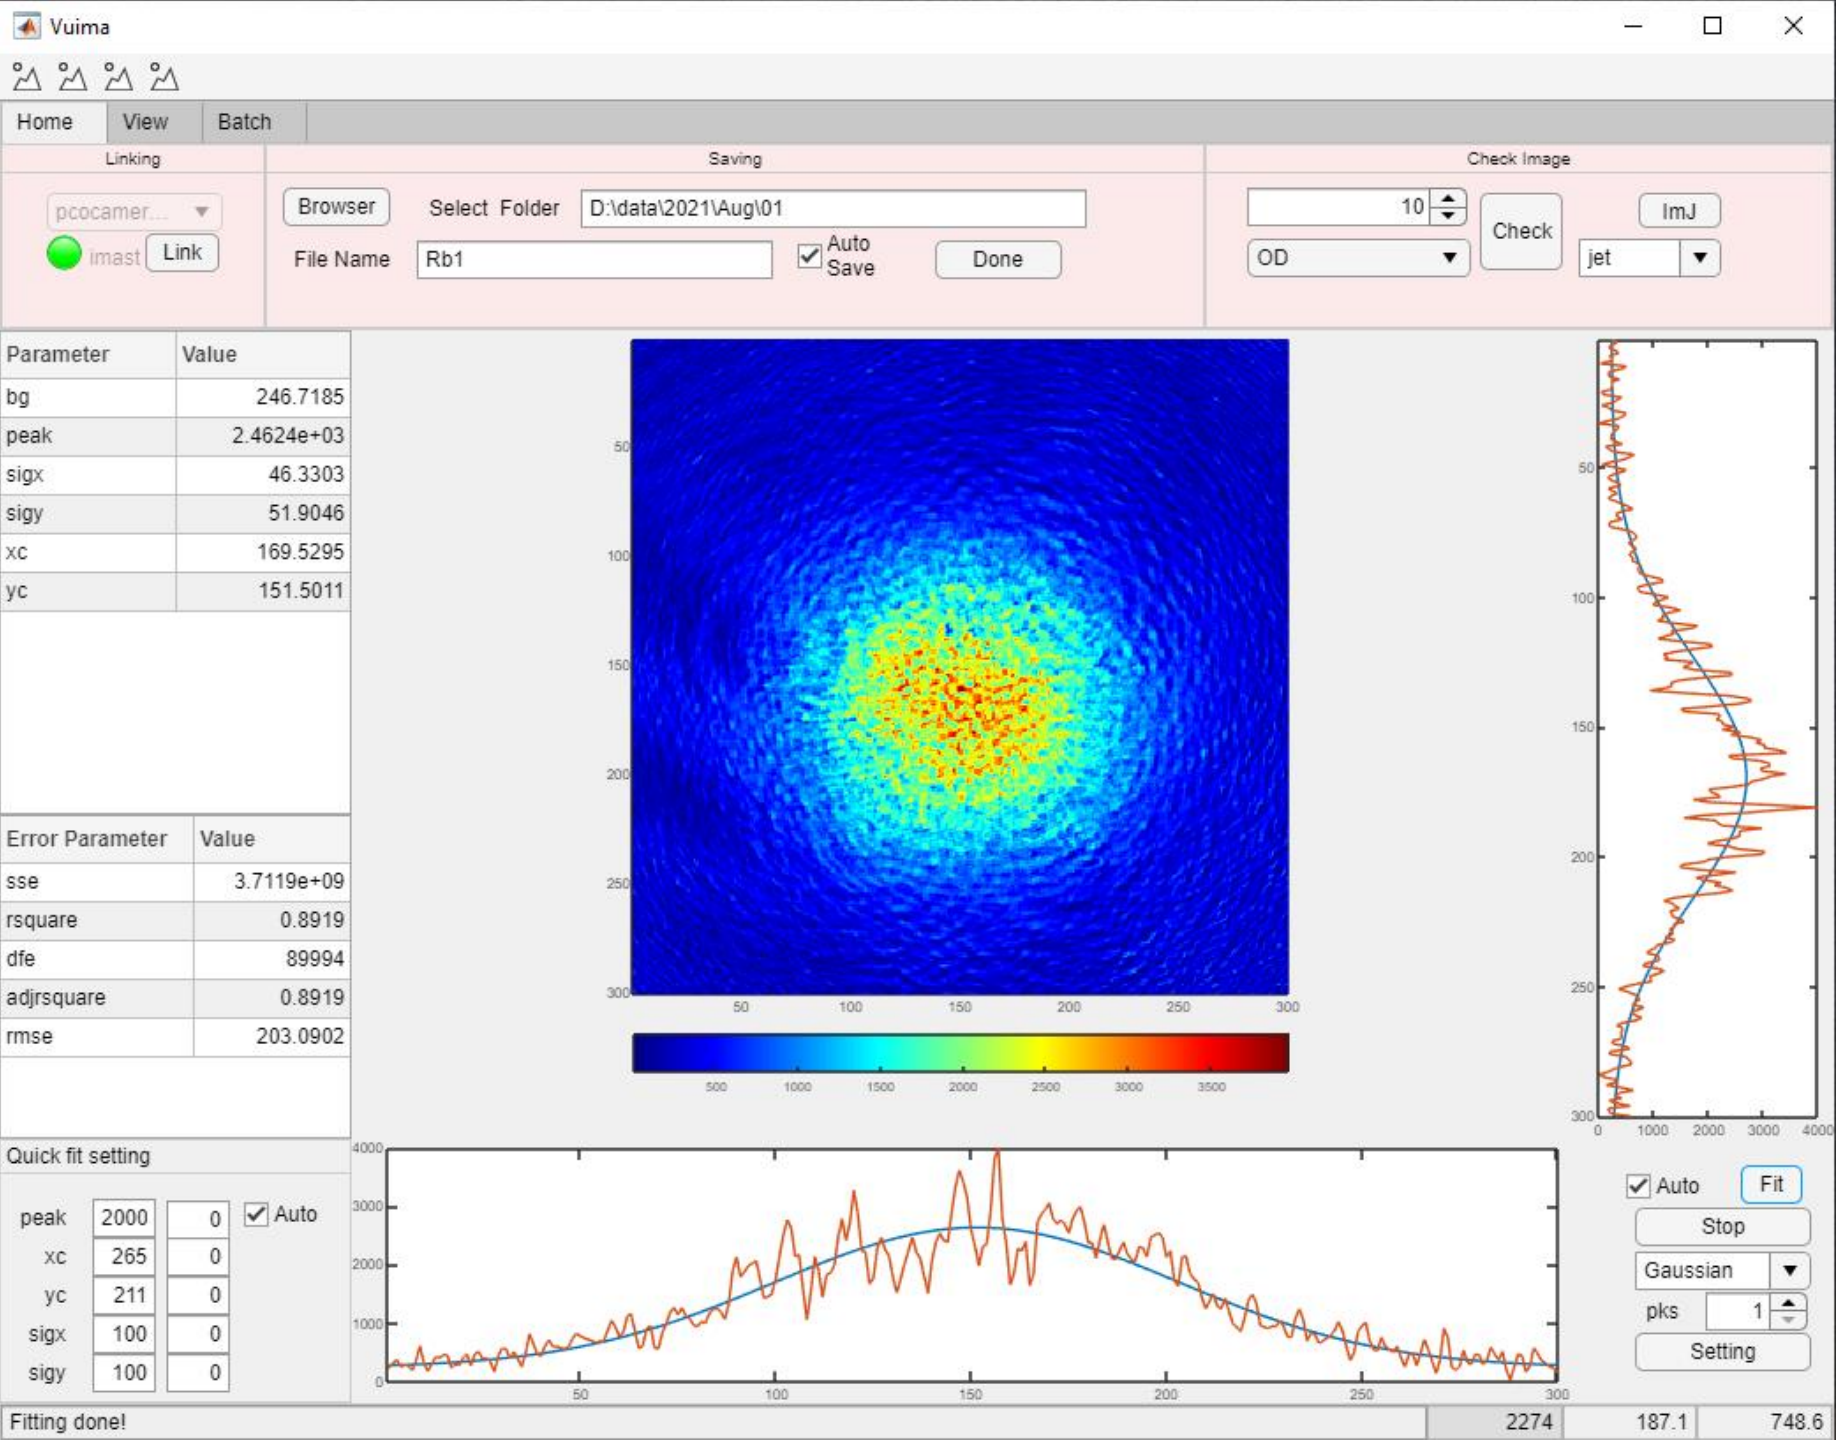 Vuima
Home View Batch
Linking Saving Check Image
pcocamer...
imast Link
Browser Select Folder D:\data\2021\Aug\01
File Name Rb1 Auto Save Done
10 Check ImJ
OD jet
Parameter Value
bg 246.7185
peak 2.4624e+03
sigx 46.3303
sigy 51.9046
xc 169.5295
yc 151.5011
Error Parameter Value
sse 3.7119e+09
rsquare 0.8919
dfe 89994
adjrsquare 0.8919
rmse 203.0902
50
100
150
200
250
300
50 100 150 200 250 300
500 1000 1500 2000 2500 3000 3500
50
100
150
200
250
300
0 1000 2000 3000 4000
Quick fit setting
peak 2000 0 Auto
xc 265 0
yc 211 0
sigx 100 0
sigy 100 0
4000
3000
2000
1000
0
50 100 150 200 250 300
Auto Fit
Stop
Gaussian
pks 1
Setting
Fitting done! 2274 187.1 748.6